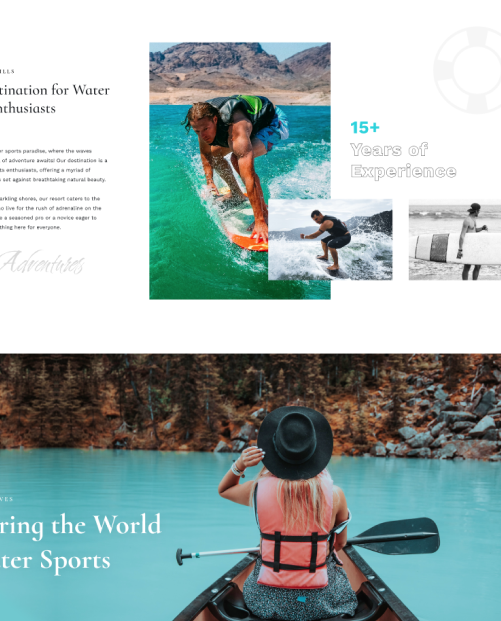 ILLS
tination for Water
nthusiasts
r sports paradise, where the waves
of adventure awaits! Our destination is a
ts enthusiasts, offering a myriad of
set against breathtaking natural beauty.
arkling shores, our resort caters to the
o live for the rush of adrenaline on the
e a seasoned pro or a novice eager to
thing here for everyone.
Adventures
15+
Years of
Experience
VES
ring the World
ter Sports